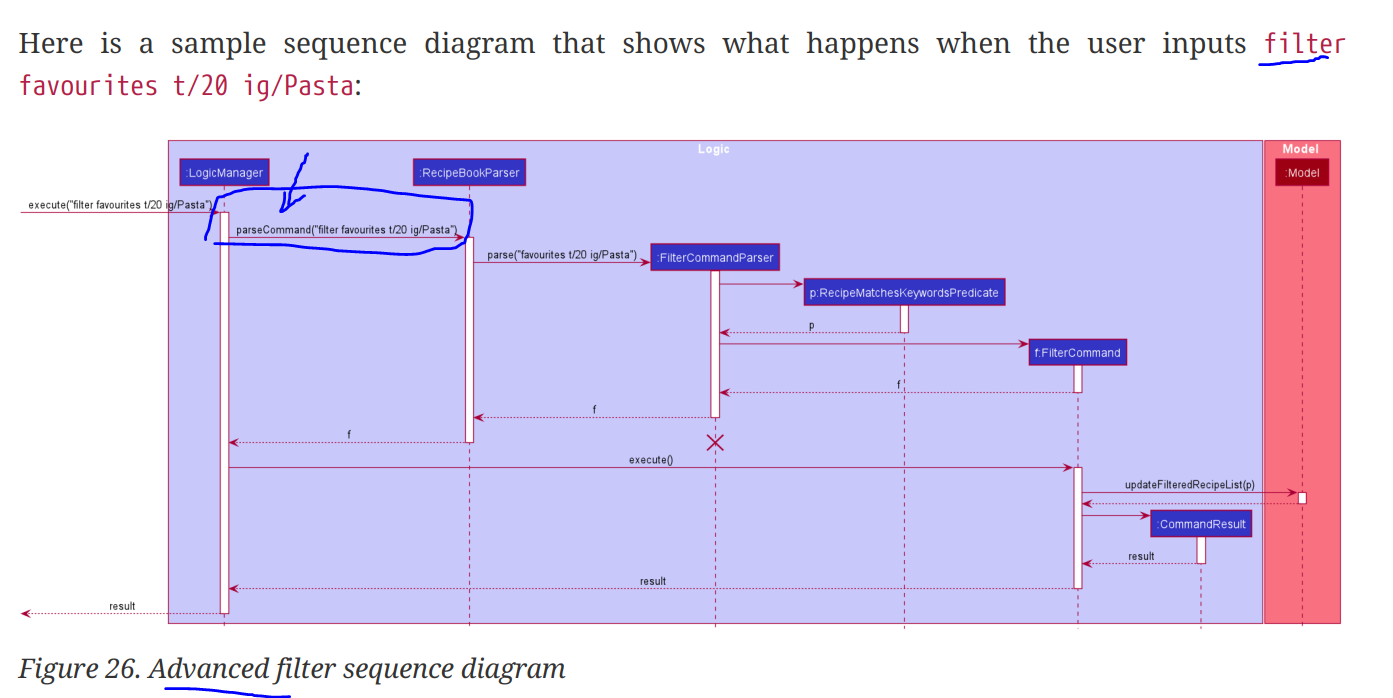 Here is a sample sequence diagram that shows what happens when the user inputs filter
favourites t/20 ig/Pasta:
Logic
Model
:LogicManager
:RecipeBookParser
:Model
execute("filter favourites t/20 ig/Pasta")
parseCommand("filter favourites t/20 ig/Pasta")
parse("favourites t/20 ig/Pasta")
:FilterCommandParser
p:RecipeMatchesKeywordsPredicate
p
f:FilterCommand
f
f
f
execute()
updateFilteredRecipeList(p)
:CommandResult
result
result
result
Figure 26. Advanced filter sequence diagram